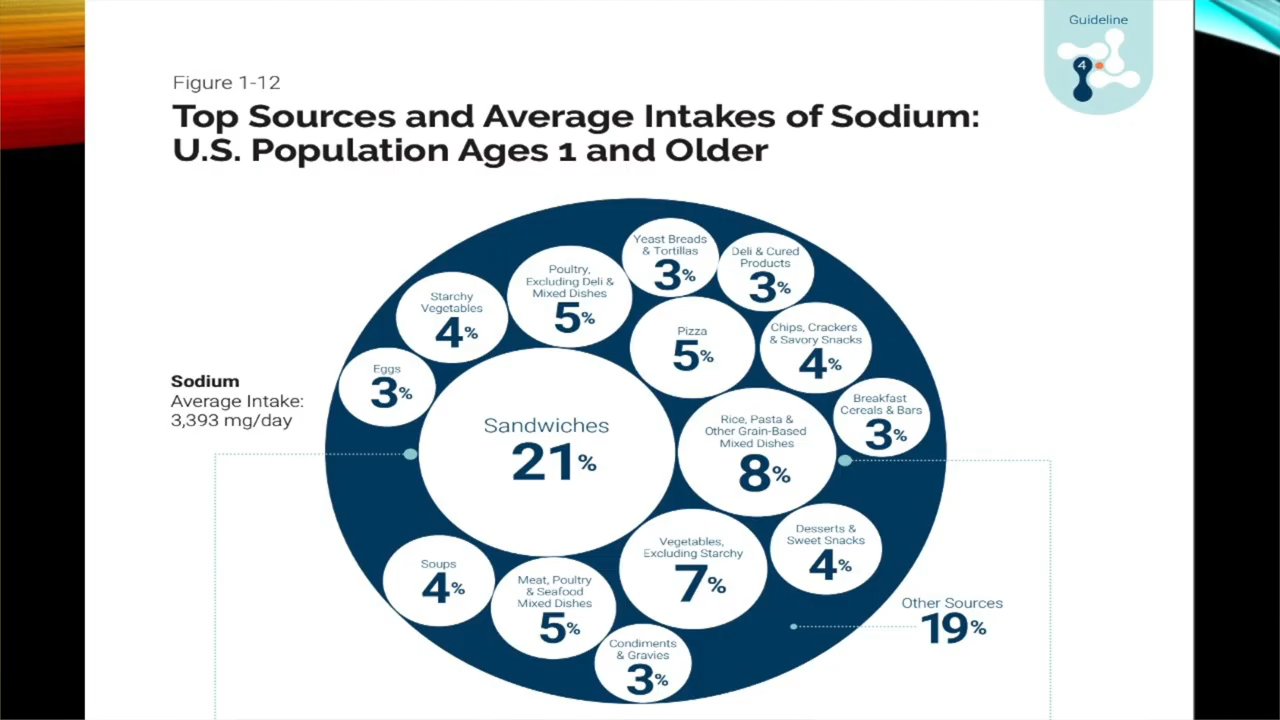 Guideline
4
Figure 1-12
Top Sources and Average Intakes of Sodium:
U.S. Population Ages 1 and Older
Sodium
Average Intake:
3,393 mg/day
Yeast Breads
& Tortillas
3%
Deli & Cured
Products
3%
Poultry,
Excluding Deli &
Mixed Dishes
5%
Starchy
Vegetables
4%
Pizza
5%
Chips, Crackers
& Savory Snacks
4%
Eggs
3%
Breakfast
Cereals & Bars
3%
Sandwiches
21%
Rice, Pasta &
Other Grain-Based
Mixed Dishes
8%
Desserts &
Sweet Snacks
4%
Vegetables,
Excluding Starchy
7%
Soups
4%
Meat, Poultry
& Seafood
Mixed Dishes
5%
Condiments
& Gravies
3%
Other Sources
19%